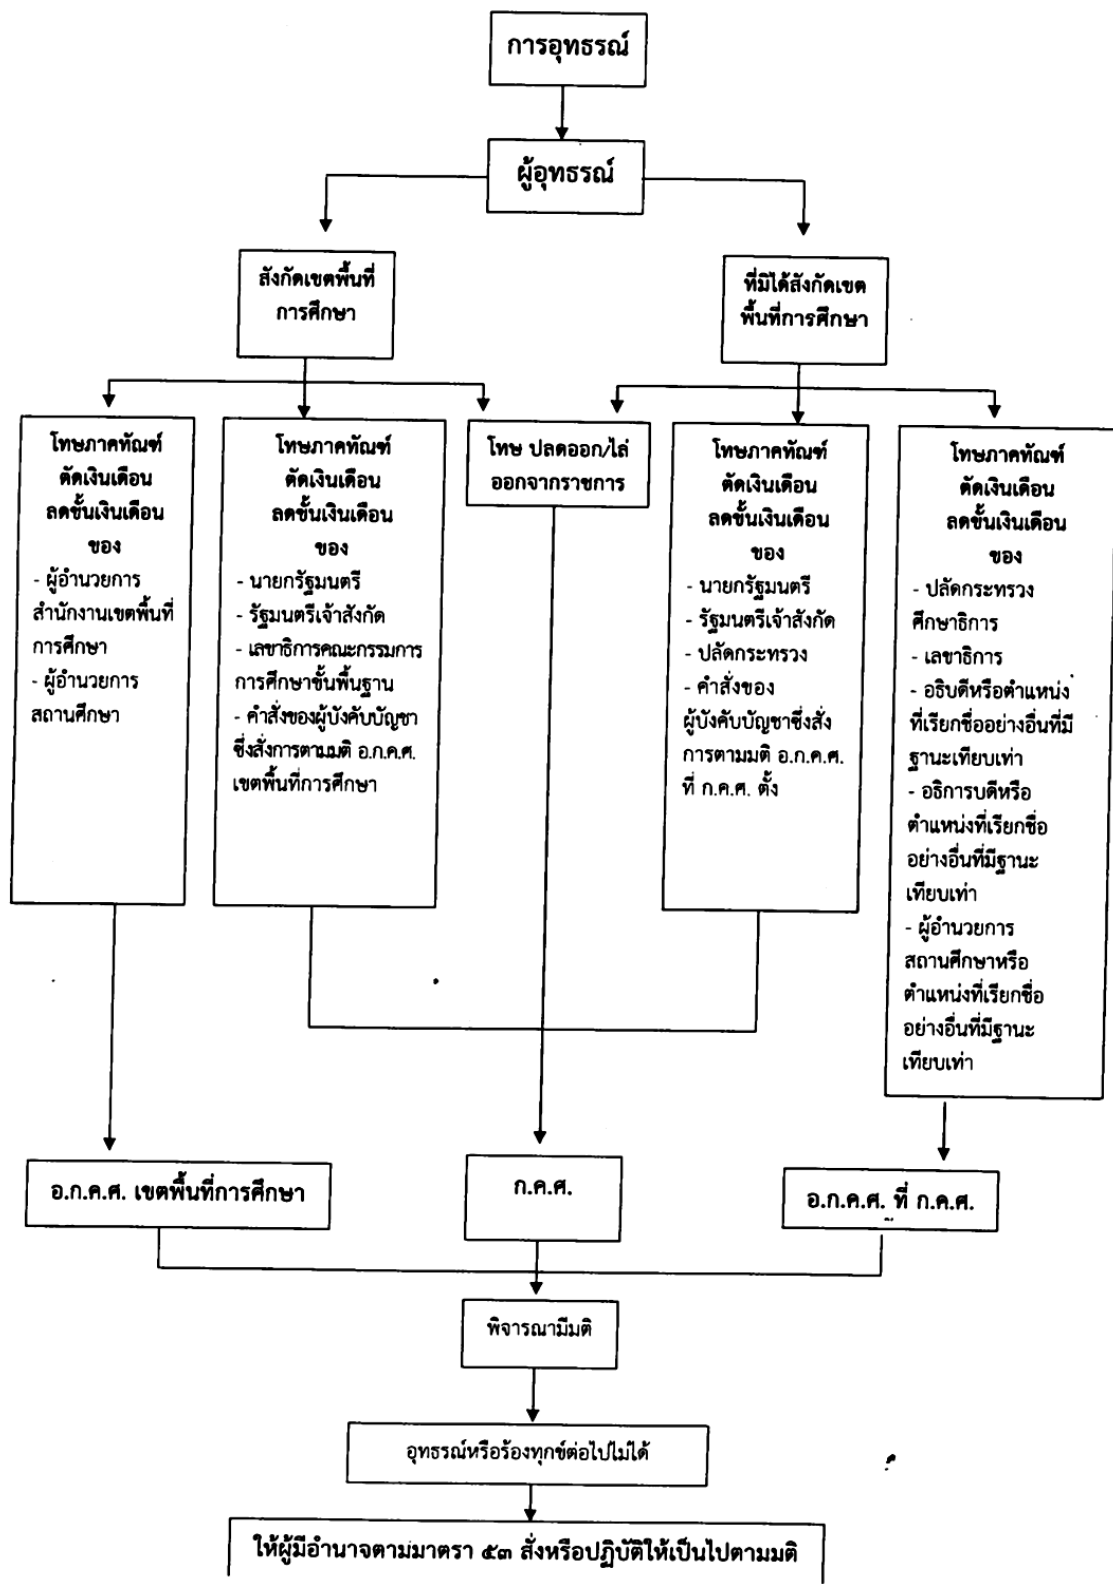 การอุทธรณ์
ผู้อุทธรณ์
สังกัดเขตพื้นที่
การศึกษา
ที่มิได้สังกัดเขต
พื้นที่การศึกษา
โทษภาคทัณฑ์
ตัดเงินเดือน
ลดขั้นเงินเดือน
ของ
- ผู้อำนวยการ
สำนักงานเขตพื้นที่
การศึกษา
- ผู้อำนวยการ
สถานศึกษา
โทษภาคทัณฑ์
ตัดเงินเดือน
ลดขั้นเงินเดือน
ของ
- นายกรัฐมนตรี
- รัฐมนตรีเจ้าสังกัด
- เลขาธิการคณะกรรมการ
การศึกษาขั้นพื้นฐาน
- คำสั่งของผู้บังคับบัญชา
ซึ่งสั่งการตามมติ อ.ก.ค.ศ.
เขตพื้นที่การศึกษา
โทษ ปลดออก/ไล่
ออกจากราชการ
โทษภาคทัณฑ์
ตัดเงินเดือน
ลดขั้นเงินเดือน
ของ
- นายกรัฐมนตรี
- รัฐมนตรีเจ้าสังกัด
- ปลัดกระทรวง
- คำสั่งของ
ผู้บังคับบัญชาซึ่งสั่ง
การตามมติ อ.ก.ค.ศ.
ที่ ก.ค.ศ. ตั้ง
โทษภาคทัณฑ์
ตัดเงินเดือน
ลดขั้นเงินเดือน
ของ
- ปลัดกระทรวง
ศึกษาธิการ
- เลขาธิการ
- อธิบดีหรือตำแหน่ง
ที่เรียกชื่ออย่างอื่นที่มี
ฐานะเทียบเท่า
- อธิการบดีหรือ
ตำแหน่งที่เรียกชื่อ
อย่างอื่นที่มีฐานะ
เทียบเท่า
- ผู้อำนวยการ
สถานศึกษาหรือ
ตำแหน่งที่เรียกชื่อ
อย่างอื่นที่มีฐานะ
เทียบเท่า
อ.ก.ค.ศ. เขตพื้นที่การศึกษา
ก.ค.ศ.
อ.ก.ค.ศ. ที่ ก.ค.ศ.
พิจารณามีมติ
อุทธรณ์หรือร้องทุกข์ต่อไปไม่ได้
ให้ผู้มีอำนาจตามมาตรา ๕๓ สั่งหรือปฏิบัติให้เป็นไปตามมติ